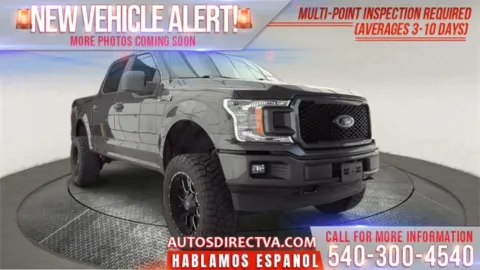 NEW VEHICLE ALERT!
MORE PHOTOS COMING SOON
MULTI-POINT INSPECTION REQUIRED
(AVERAGES 3-10 DAYS)
Ford
AUTOSDIRECTVA.COM
HABLAMOS ESPANOL
CALL FOR MORE INFORMATION
540-300-4540